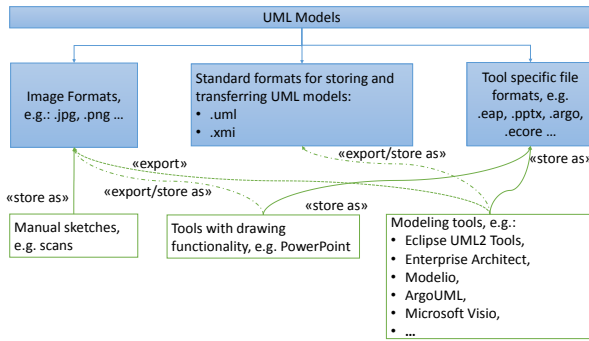 UML Models
Image Formats,
e.g.: .jpg, .png ...
Standard formats for storing and
transferring UML models:
• .uml
• .xmi
Tool specific file
formats, e.g.
.eap, .pptx, .argo,
.ecore ...
«export»
«export/store as»
«store as»
«store as»
«export/store as»
«store as»
Manual sketches,
e.g. scans
Tools with drawing
functionality, e.g. PowerPoint
Modeling tools, e.g.:
• Eclipse UML2 Tools,
• Enterprise Architect,
• Modelio,
• ArgoUML,
• Microsoft Visio,
• ...